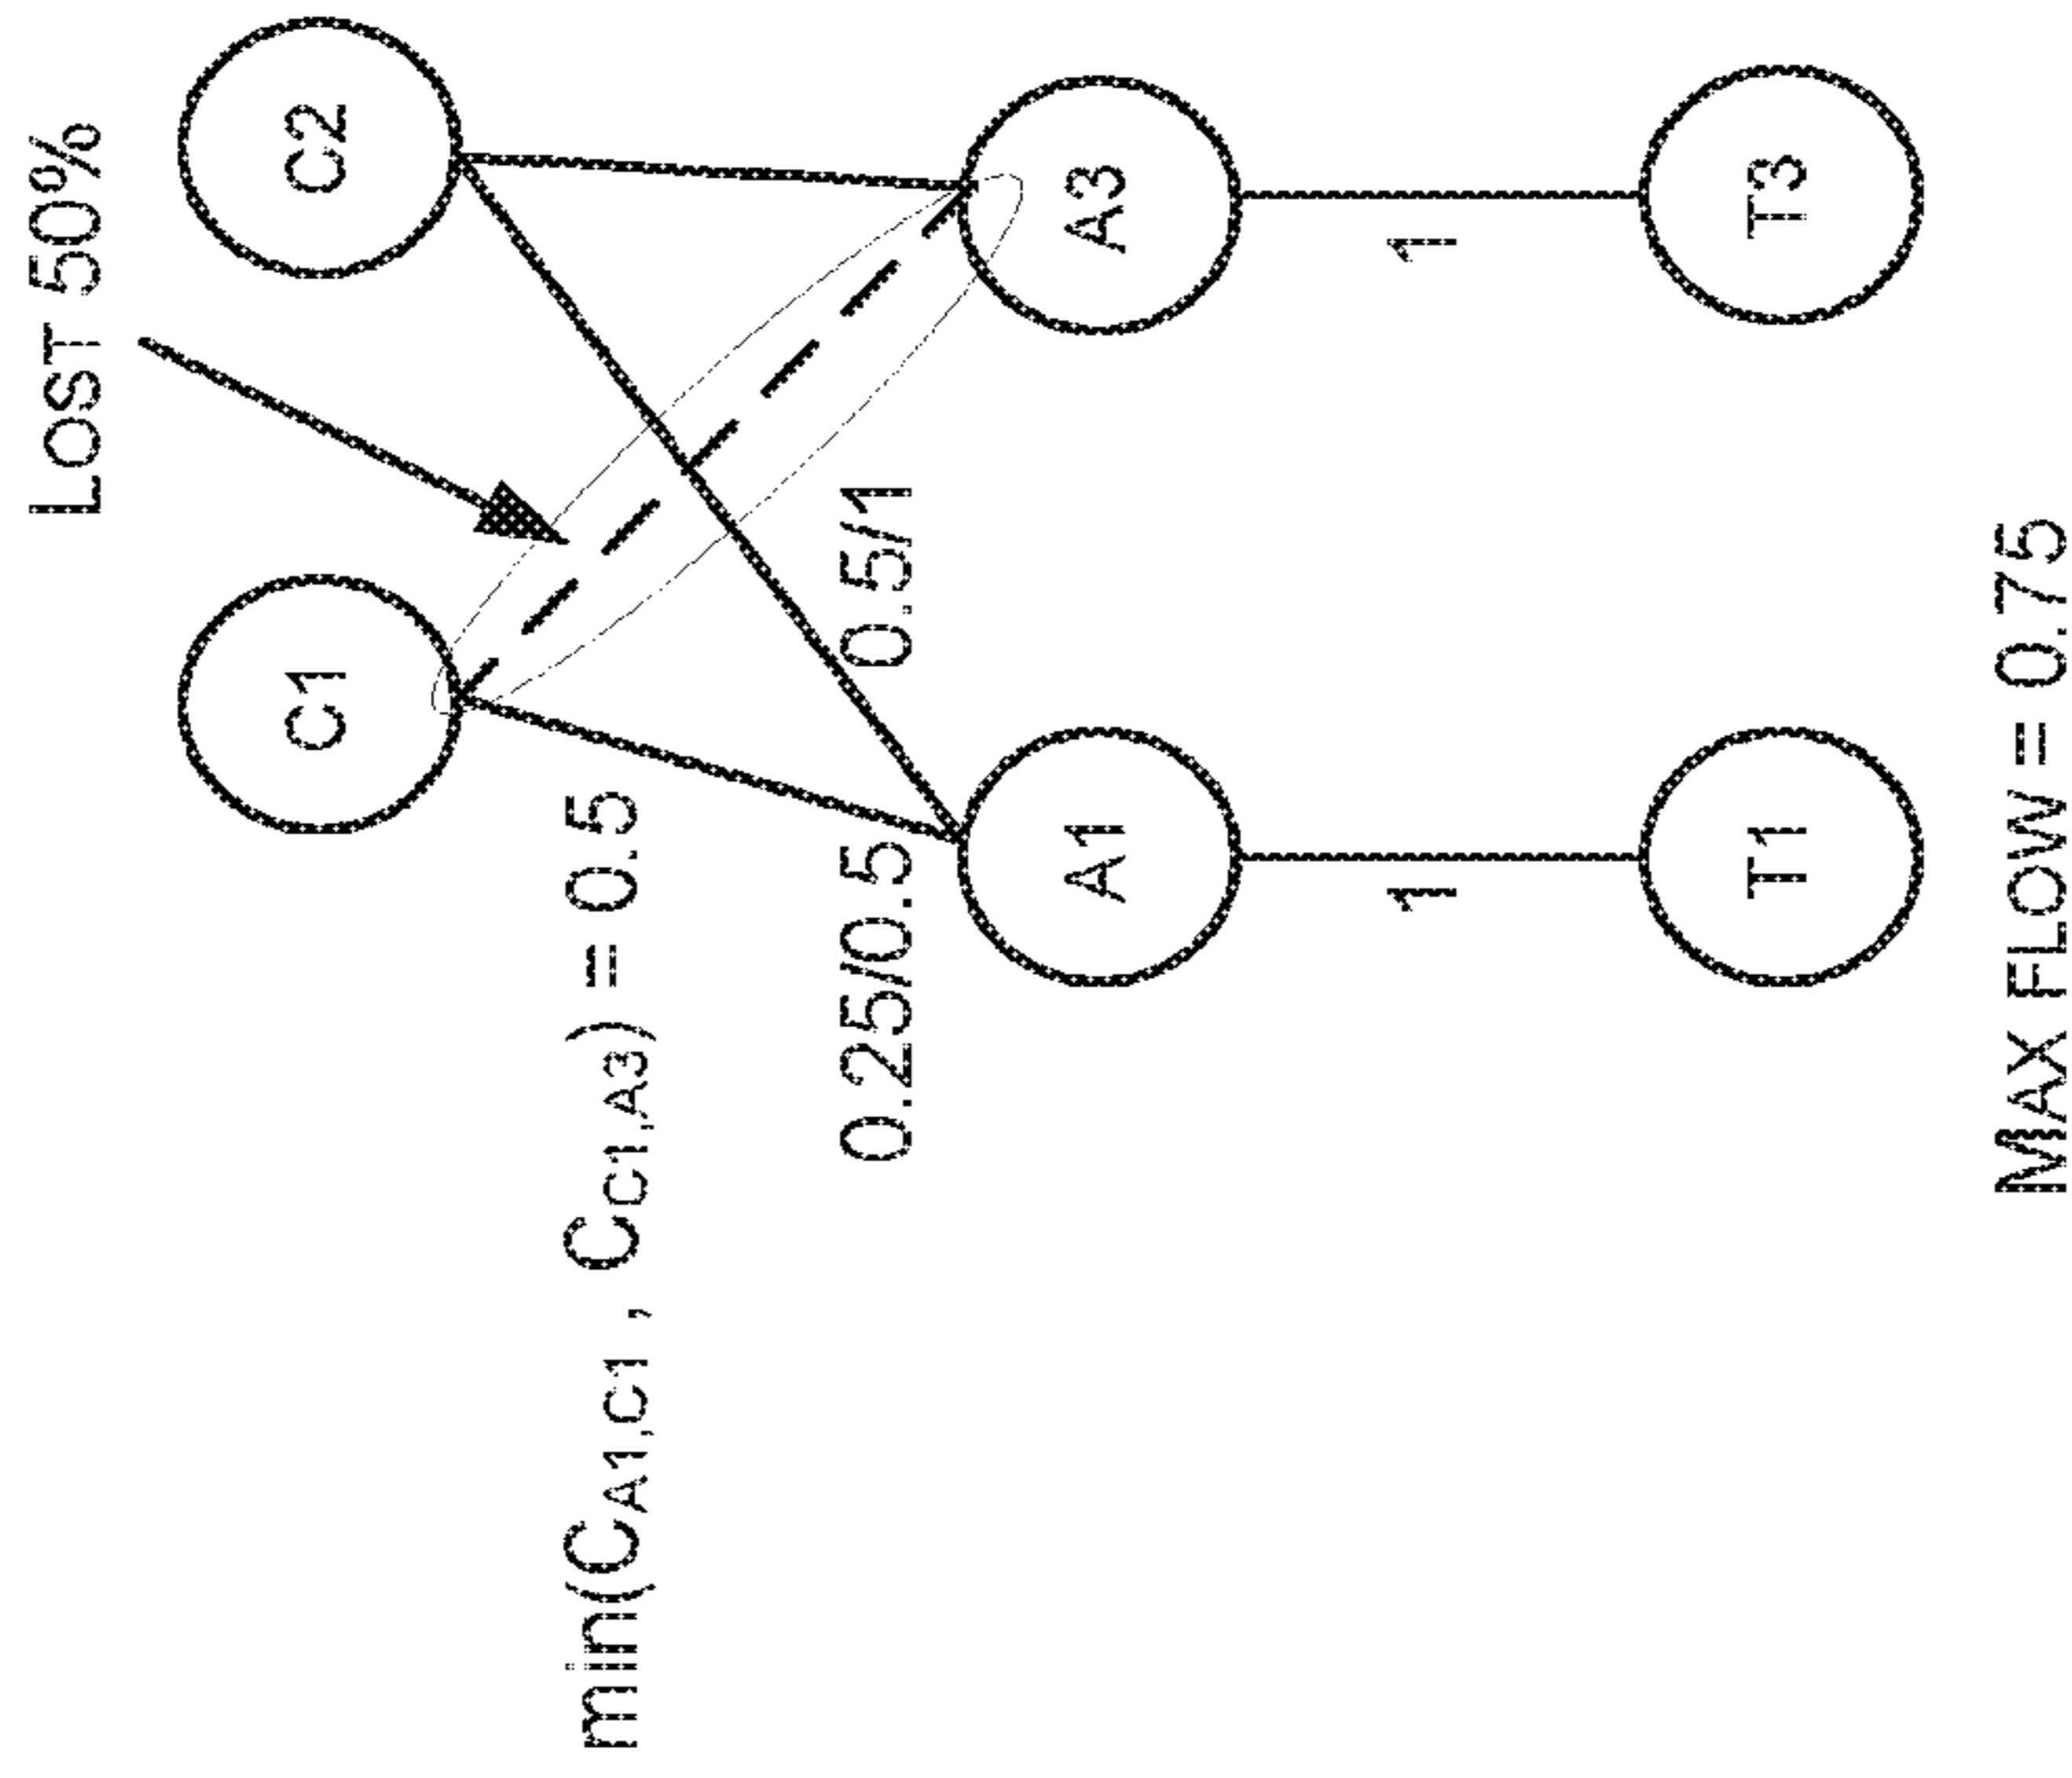 LOST 50%
C1
C2
min(CA1,C1 , CC1,A3) = 0.5
0.25/0.5
0.5/1
A1
A3
1
1
T1
T3
MAX FLOW = 0.75